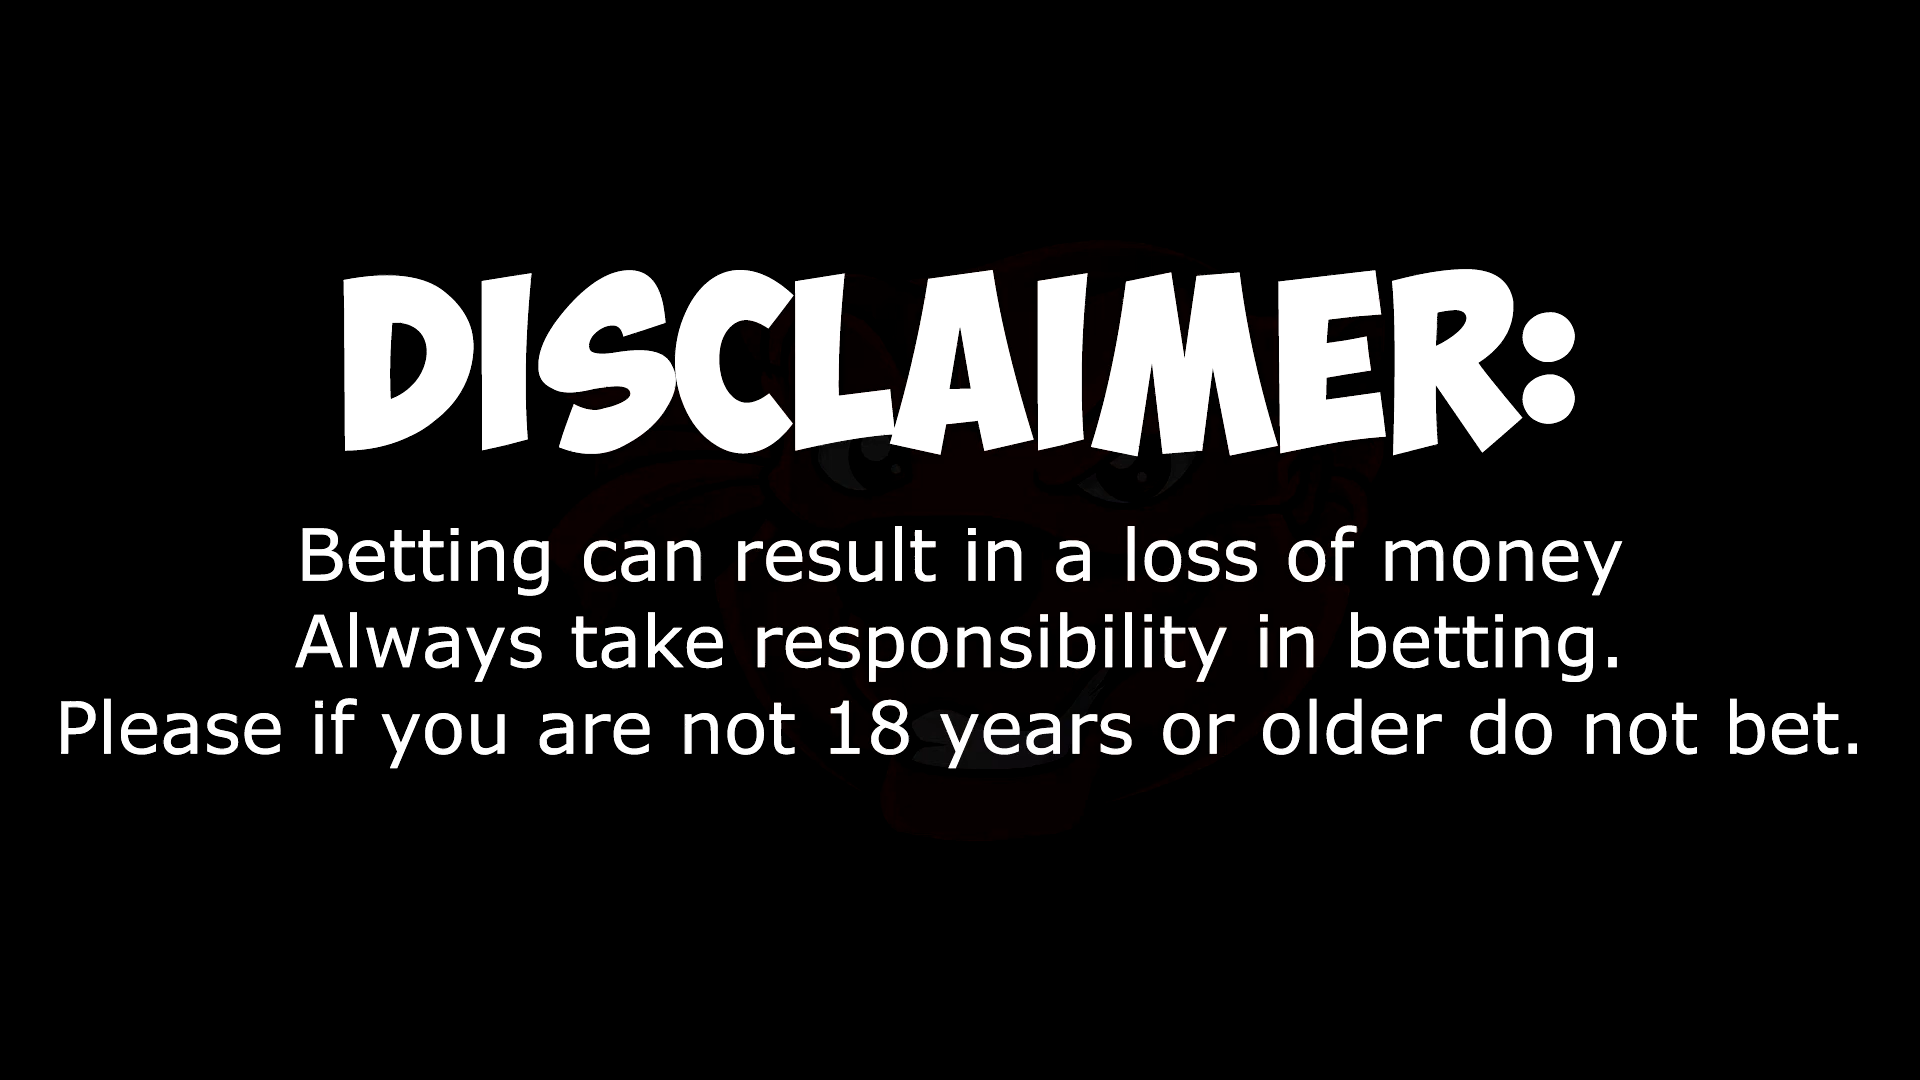 DISCLAIMER:
Betting can result in a loss of money
Always take responsibility in betting.
Please if you are not 18 years or older do not bet.